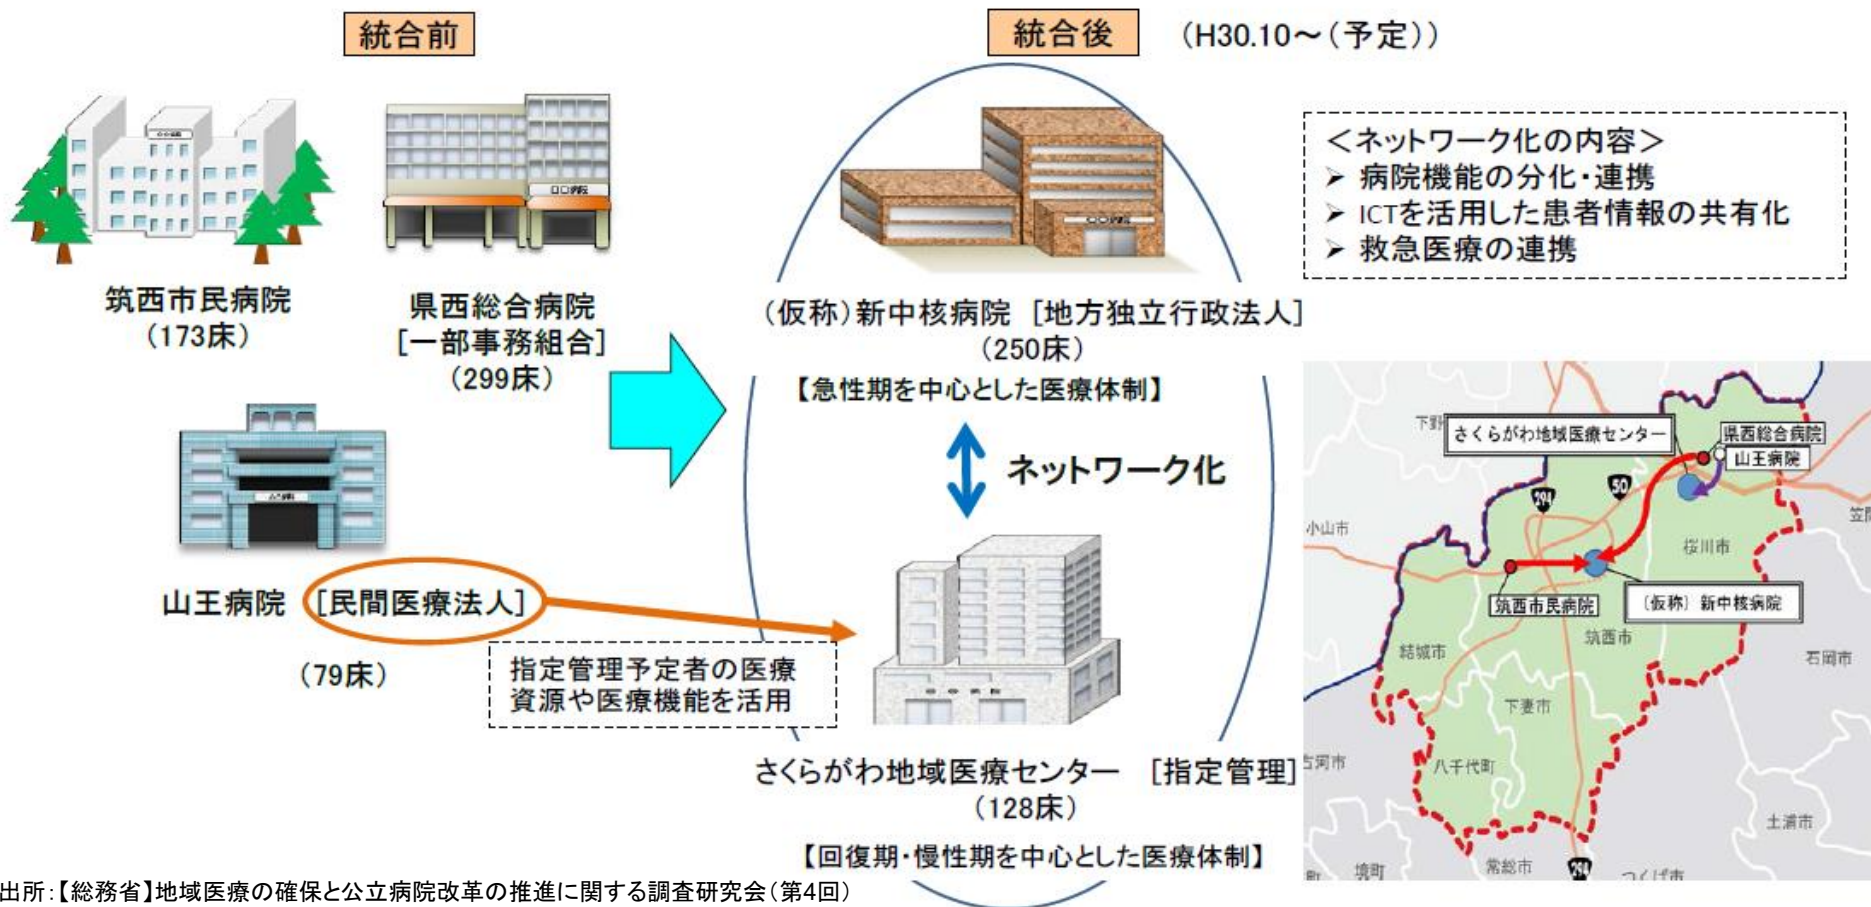 統合前
統合後
（H30.10～（予定））
筑西市民病院
（173床）
県西総合病院
［一部事務組合］
（299床）
山王病院 ［民間医療法人］
（79床）
指定管理予定者の医療
資源や医療機能を活用
（仮称）新中核病院 ［地方独立行政法人］
（250床）
【急性期を中心とした医療体制】
ネットワーク化
さくらがわ地域医療センター ［指定管理］
（128床）
【回復期・慢性期を中心とした医療体制】
＜ネットワーク化の内容＞
➢ 病院機能の分化・連携
➢ ICTを活用した患者情報の共有化
➢ 救急医療の連携
下野
さくらがわ地域医療センター
県西総合病院
山王病院
294
50
小山市
笠間
桜川市
筑西市民病院
（仮称）新中核病院
筑西市
結城市
石岡市
下妻市
古河市
八千代町
土浦市
境町
常総市
294
つくば市
出所：【総務省】地域医療の確保と公立病院改革の推進に関する調査研究会（第4回）